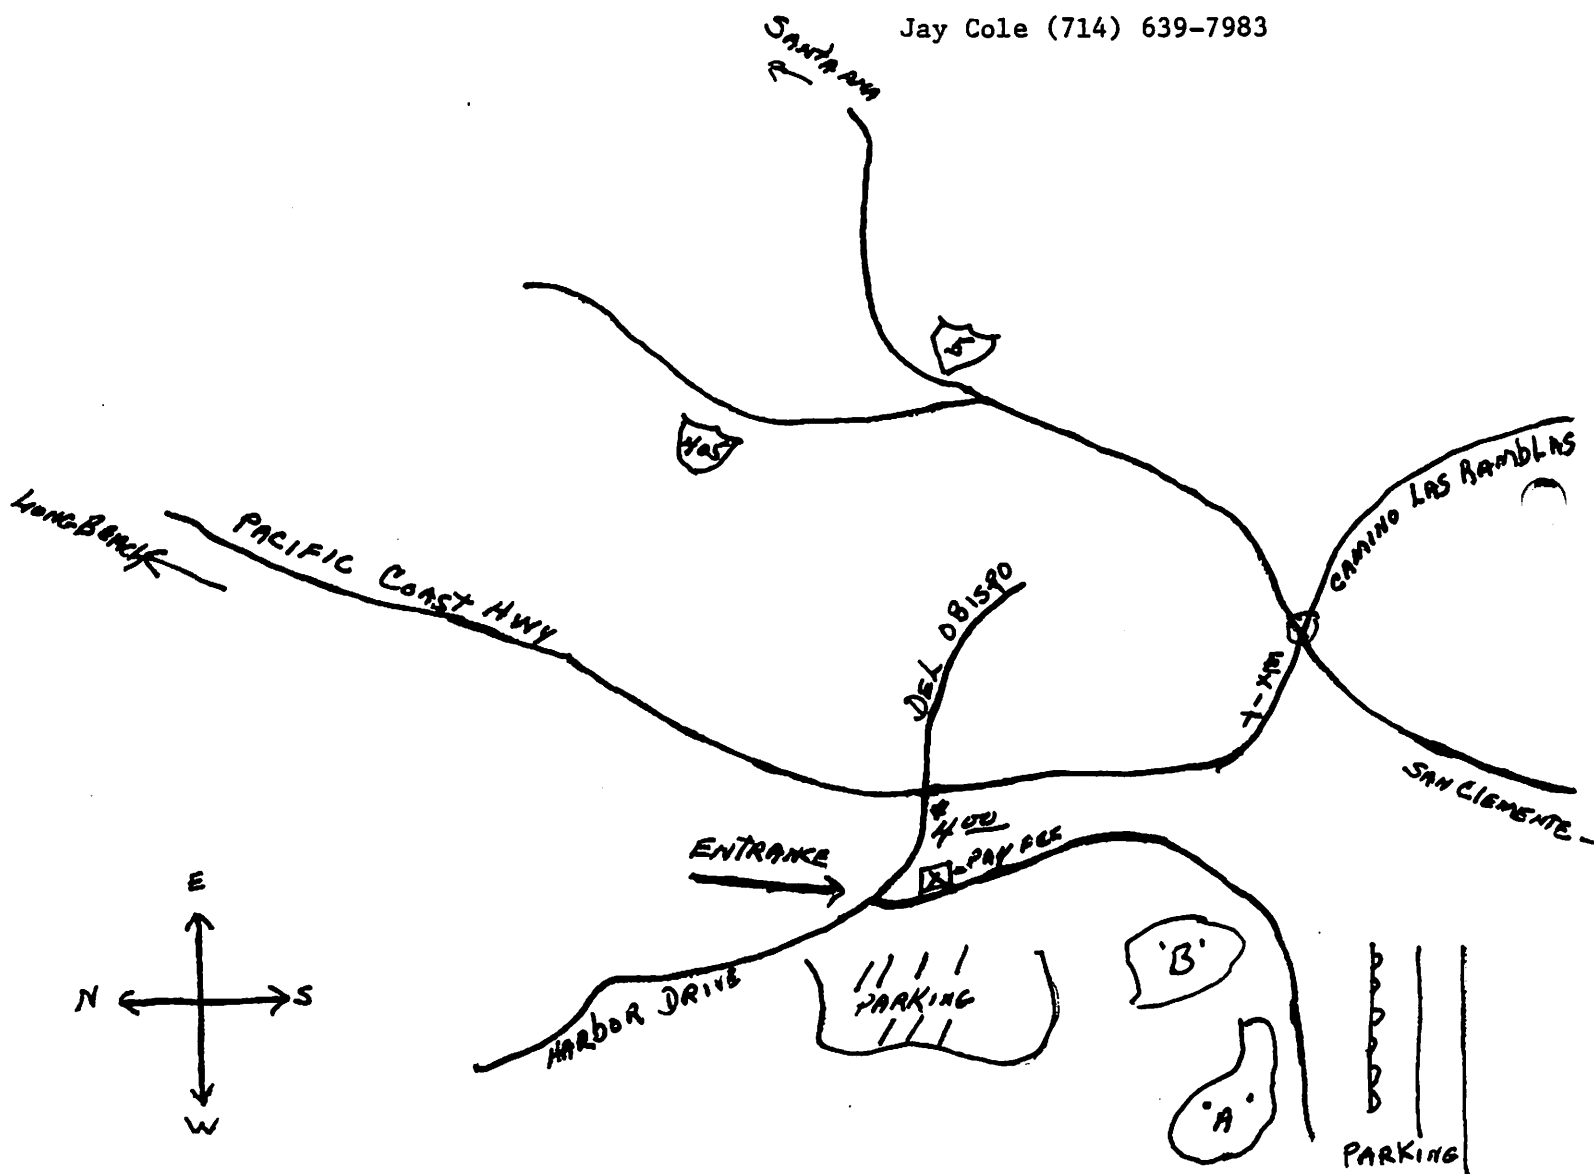 Jay Cole (714) 639-7983
SANTA ANA
5
405
CAMINO LAS RAMBLAS
LONG BEACH
PACIFIC COAST HWY
DEL OBISPO
SAN CLEMENTE
$4 00
PAY FEE
X
ENTRANCE
E
N
S
W
HARBOR DRIVE
PARKING
'B'
"A"
PARKING